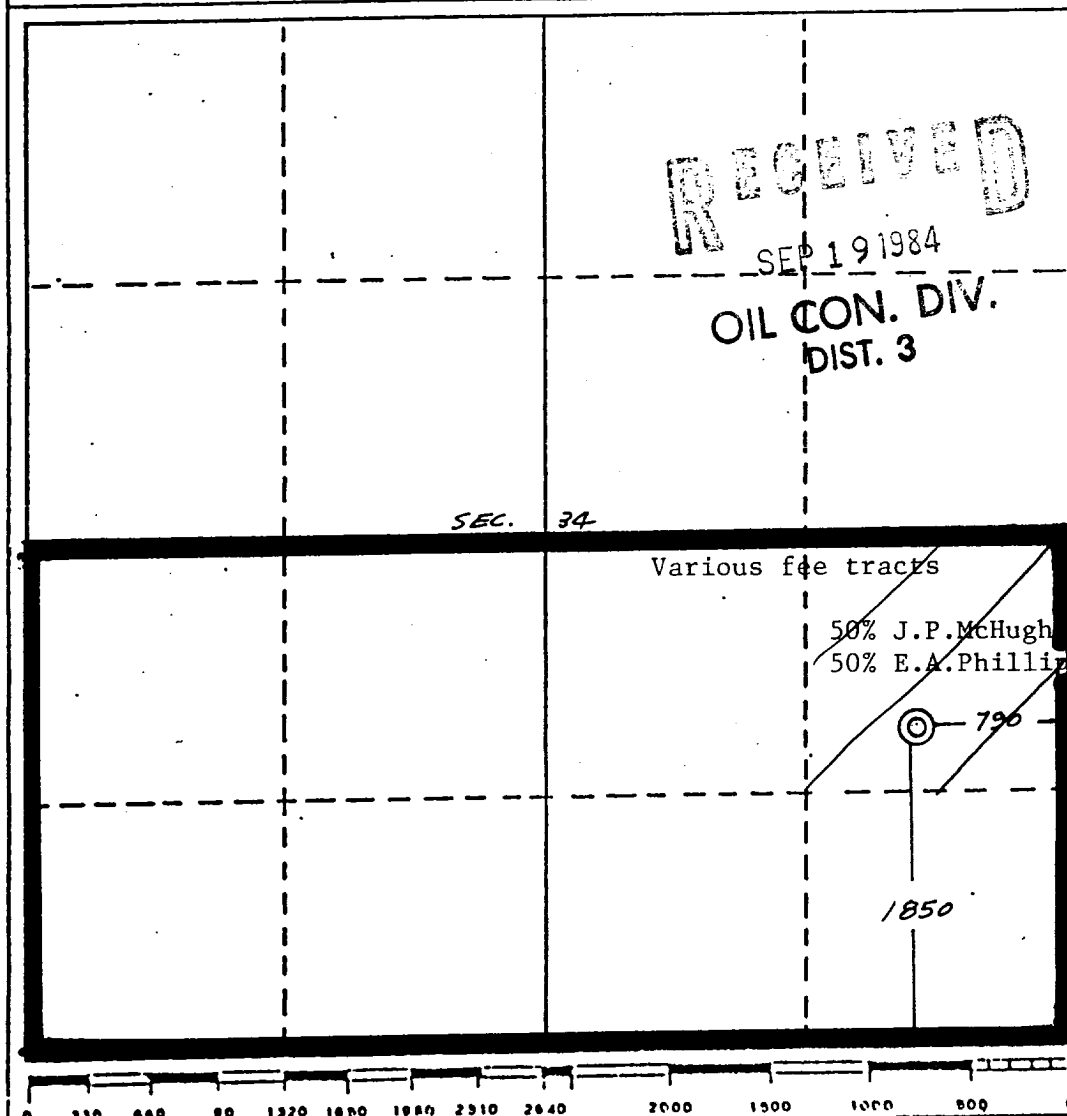 RECEIVED
SEP 19 1984
OIL CON. DIV.
DIST. 3
SEC. 34
Various fee tracts
50% J.P.McHugh
50% E.A.Phillip
790
1850
0 330 660 90 1320 1650 1980 2310 2640 2000 1500 1000 500